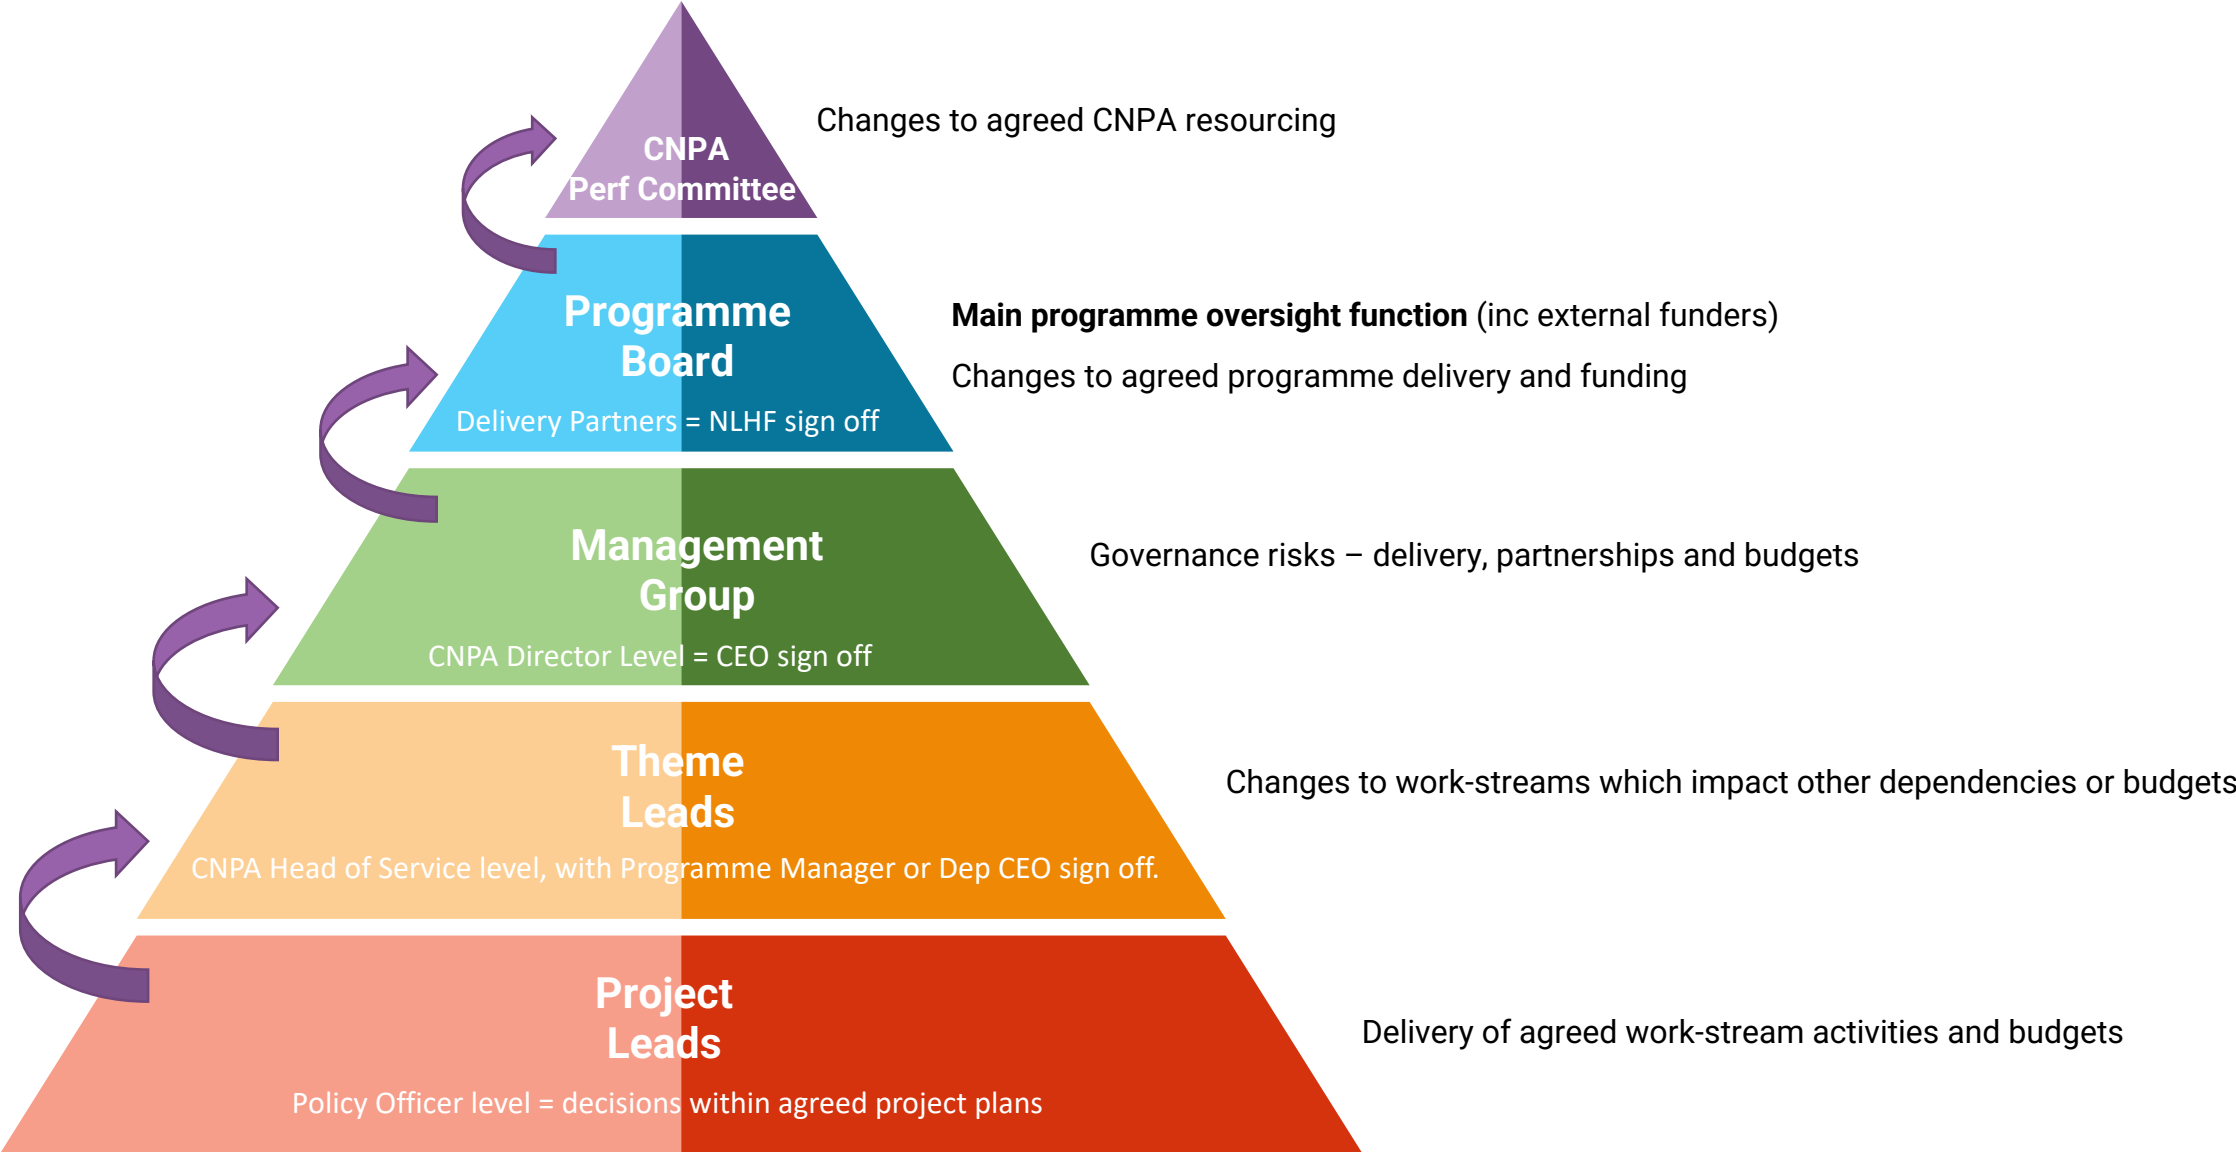 CNPA
Perf Committee
Changes to agreed CNPA resourcing
Programme
Board
Delivery Partners = NLHF sign off
Main programme oversight function (inc external funders)
Changes to agreed programme delivery and funding
Management
Group
CNPA Director Level = CEO sign off
Governance risks – delivery, partnerships and budgets
Theme
Leads
CNPA Head of Service level, with Programme Manager or Dep CEO sign off.
Changes to work-streams which impact other dependencies or budgets
Project
Leads
Policy Officer level = decisions within agreed project plans
Delivery of agreed work-stream activities and budgets